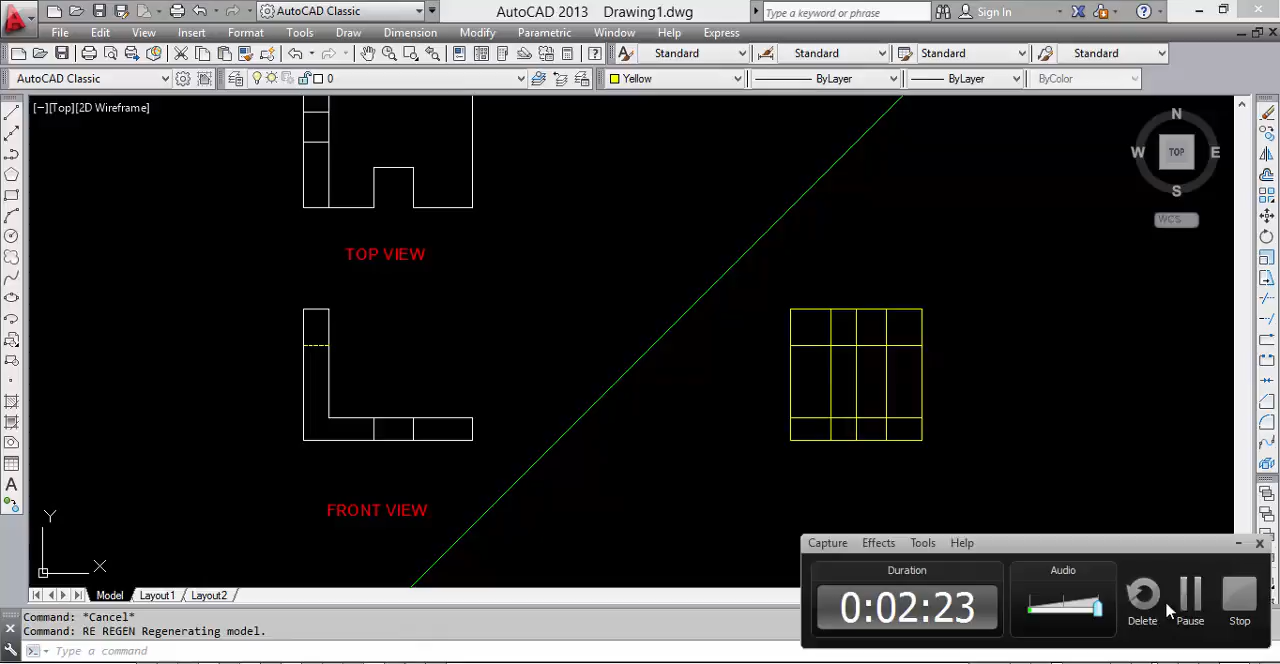 AutoCAD Classic
AutoCAD 2013 Drawing1.dwg
Type a keyword or phrase
Sign In
File Edit View Insert Format Tools Draw Dimension Modify Parametric Window Help Express
Standard Standard Standard Standard
AutoCAD Classic 0 Yellow ByLayer ByLayer ByColor
[−][Top][2D Wireframe]
N
W TOP E
S
WCS
TOP VIEW
FRONT VIEW
Y
X
Model Layout1 Layout2
Command: *Cancel*
Command: RE REGEN Regenerating model.
Type a command
Capture Effects Tools Help
Duration Audio
0:02:23
Delete Pause Stop